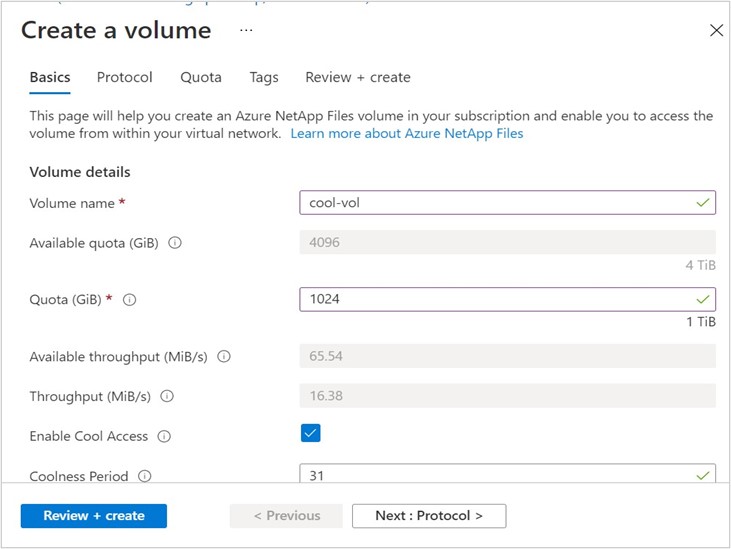 Create a volume ...
Basics Protocol Quota Tags Review + create
This page will help you create an Azure NetApp Files volume in your subscription and enable you to access the
volume from within your virtual network. Learn more about Azure NetApp Files
Volume details
Volume name * cool-vol
Available quota (GiB) 4096
4 TiB
Quota (GiB) * 1024
1 TiB
Available throughput (MiB/s) 65.54
Throughput (MiB/s) 16.38
Enable Cool Access
Coolness Period 31
Review + create < Previous Next : Protocol >